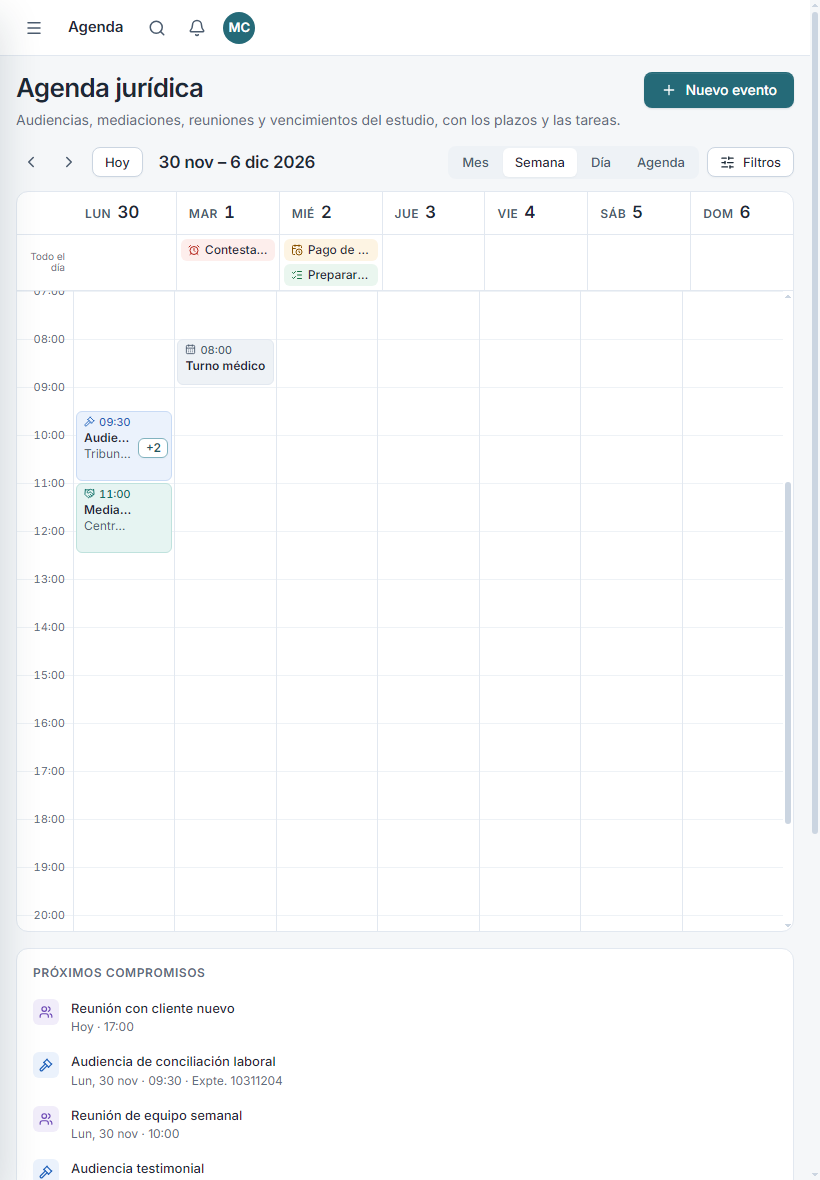 Agenda
MC
Agenda jurídica
Nuevo evento
Audiencias, mediaciones, reuniones y vencimientos del estudio, con los plazos y las tareas.
Hoy
30 nov – 6 dic 2026
Mes
Semana
Día
Agenda
Filtros
LUN 30
MAR 1
MIÉ 2
JUE 3
VIE 4
SÁB 5
DOM 6
Todo el
día
Contesta...
Pago de ...
Preparar...
07:00
08:00
08:00
Turno médico
09:00
09:30
10:00
Audie...
+2
Tribun...
11:00
11:00
Media...
Centr...
12:00
13:00
14:00
15:00
16:00
17:00
18:00
19:00
20:00
PRÓXIMOS COMPROMISOS
Reunión con cliente nuevo
Hoy · 17:00
Audiencia de conciliación laboral
Lun, 30 nov · 09:30 · Expte. 10311204
Reunión de equipo semanal
Lun, 30 nov · 10:00
Audiencia testimonial